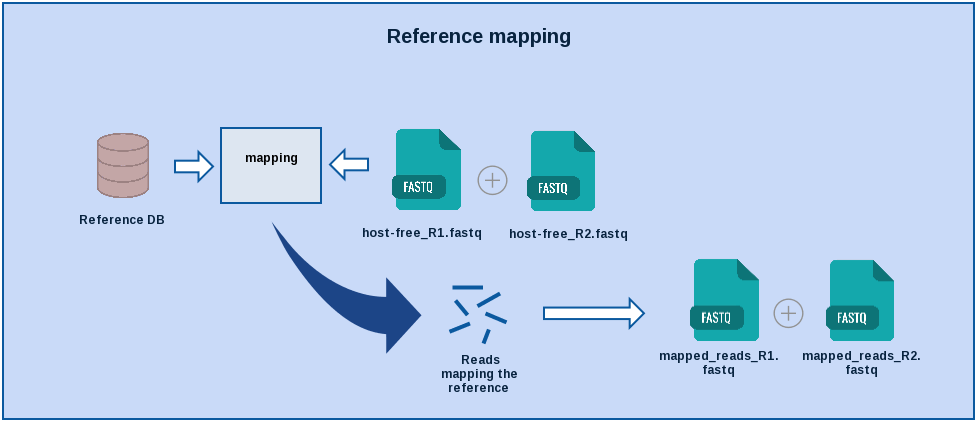 Reference mapping
mapping
FASTQ
FASTQ
Reference DB
host-free_R1.fastq
host-free_R2.fastq
FASTQ
FASTQ
Reads
mapping the
reference
mapped_reads_R1.
fastq
mapped_reads_R2.
fastq